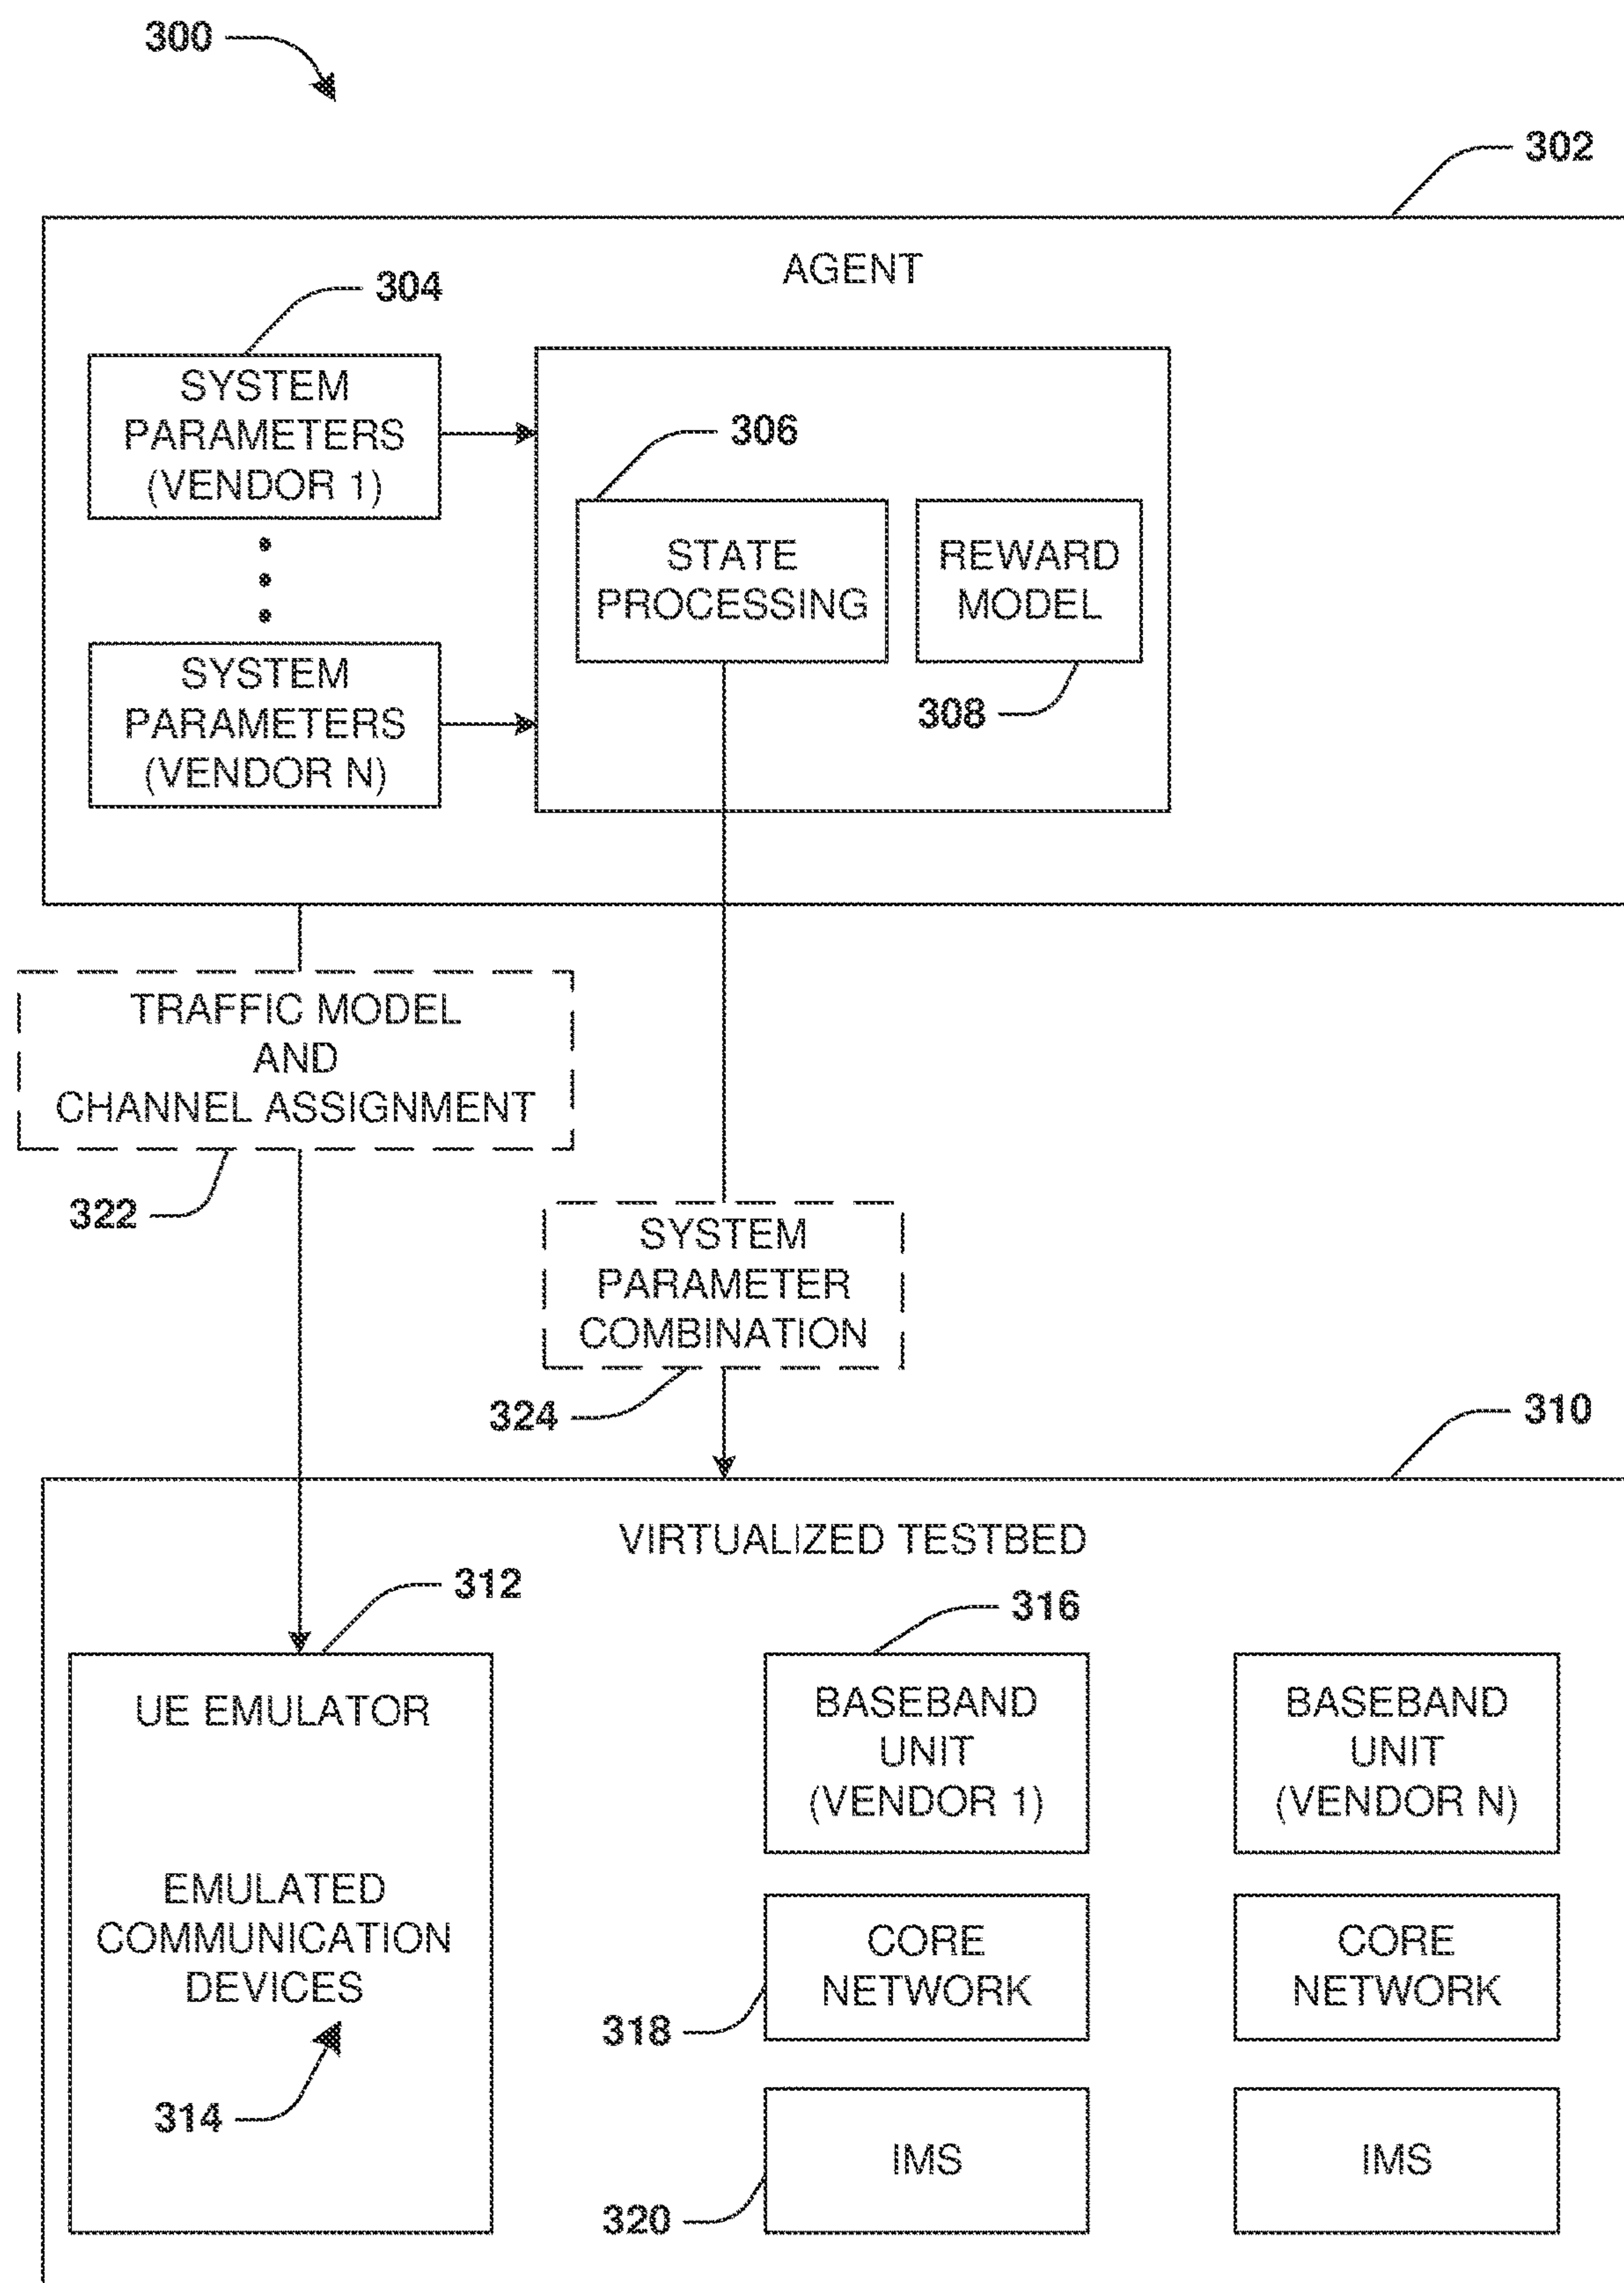 300
302
AGENT
304
SYSTEM
PARAMETERS
(VENDOR 1)
306
STATE
PROCESSING
REWARD
MODEL
308
SYSTEM
PARAMETERS
(VENDOR N)
TRAFFIC MODEL
AND
CHANNEL ASSIGNMENT
322
SYSTEM
PARAMETER
COMBINATION
324
310
VIRTUALIZED TESTBED
312
UE EMULATOR
EMULATED
COMMUNICATION
DEVICES
314
316
BASEBAND
UNIT
(VENDOR 1)
BASEBAND
UNIT
(VENDOR N)
CORE
NETWORK
318
CORE
NETWORK
IMS
320
IMS